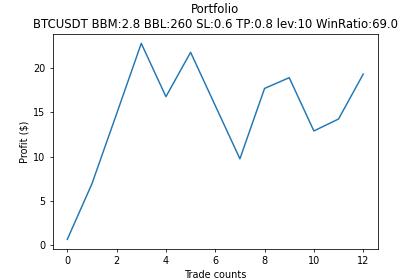 Portfolio
BTCUSDT BBM:2.8 BBL:260 SL:0.6 TP:0.8 lev:10 WinRatio:69.0
Profit ($)
20
15
10
5
0
0 2 4 6 8 10 12
Trade counts